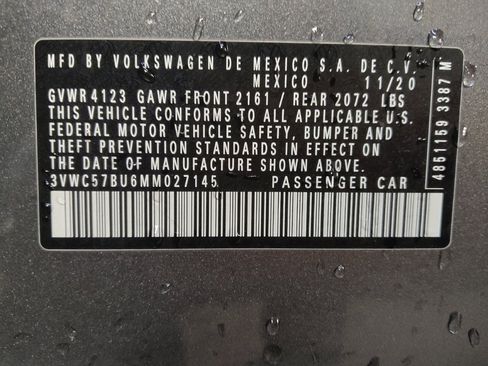 MFD BY VOLKSWAGEN DE MEXICO S.A. DE C.V.
MEXICO 11/20
GVWR 4123 GAWR FRONT 2161 / REAR 2072 LBS
THIS VEHICLE CONFORMS TO ALL APPLICABLE U.S.
FEDERAL MOTOR VEHICLE SAFETY, BUMPER AND
THEFT PREVENTION STANDARDS IN EFFECT ON
THE DATE OF MANUFACTURE SHOWN ABOVE.
3VWC57BU6MM027145 PASSENGER CAR
4851159 3387 M